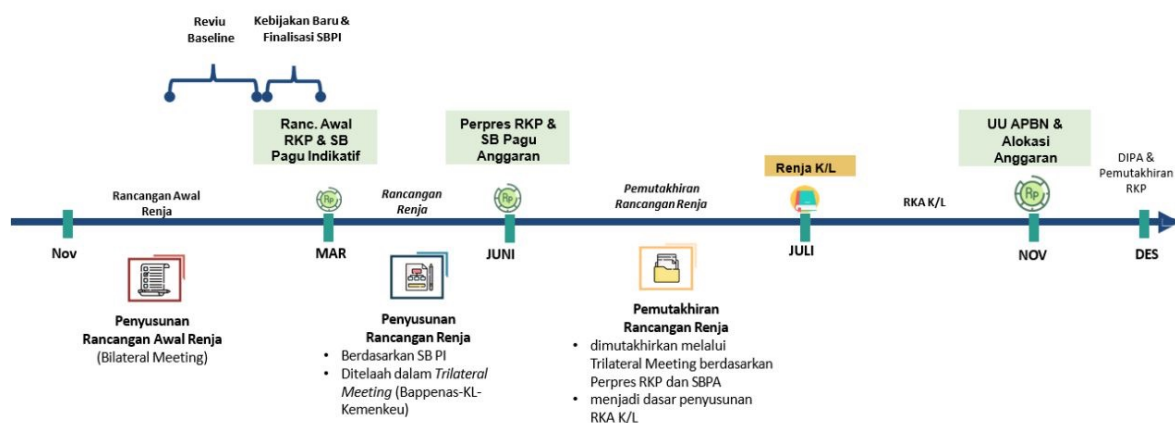 Reviu
Baseline
Kebijakan Baru &
Finalisasi SBPI
Ranc. Awal
RKP & SB
Pagu Indikatif
Perpres RKP &
SB Pagu
Anggaran
Renja K/L
UU APBN &
Alokasi
Anggaran
DIPA &
Pemutakhiran
RKP
Rancangan Awal
Renja
Rp
Rancangan
Renja
Rp
Pemutakhiran
Rancangan Renja
RKA K/L
Rp
Nov
MAR
JUNI
JULI
NOV
DES
Penyusunan
Rancangan Awal Renja
(Bilateral Meeting)
Penyusunan
Rancangan Renja
• Berdasarkan SB PI
• Ditelaah dalam Trilateral
Meeting (Bappenas-KL-
Kemenkeu)
Pemutakhiran
Rancangan Renja
• dimutakhirkan melalui
Trilateral Meeting berdasarkan
Perpres RKP dan SBPA
• menjadi dasar penyusunan
RKA K/L